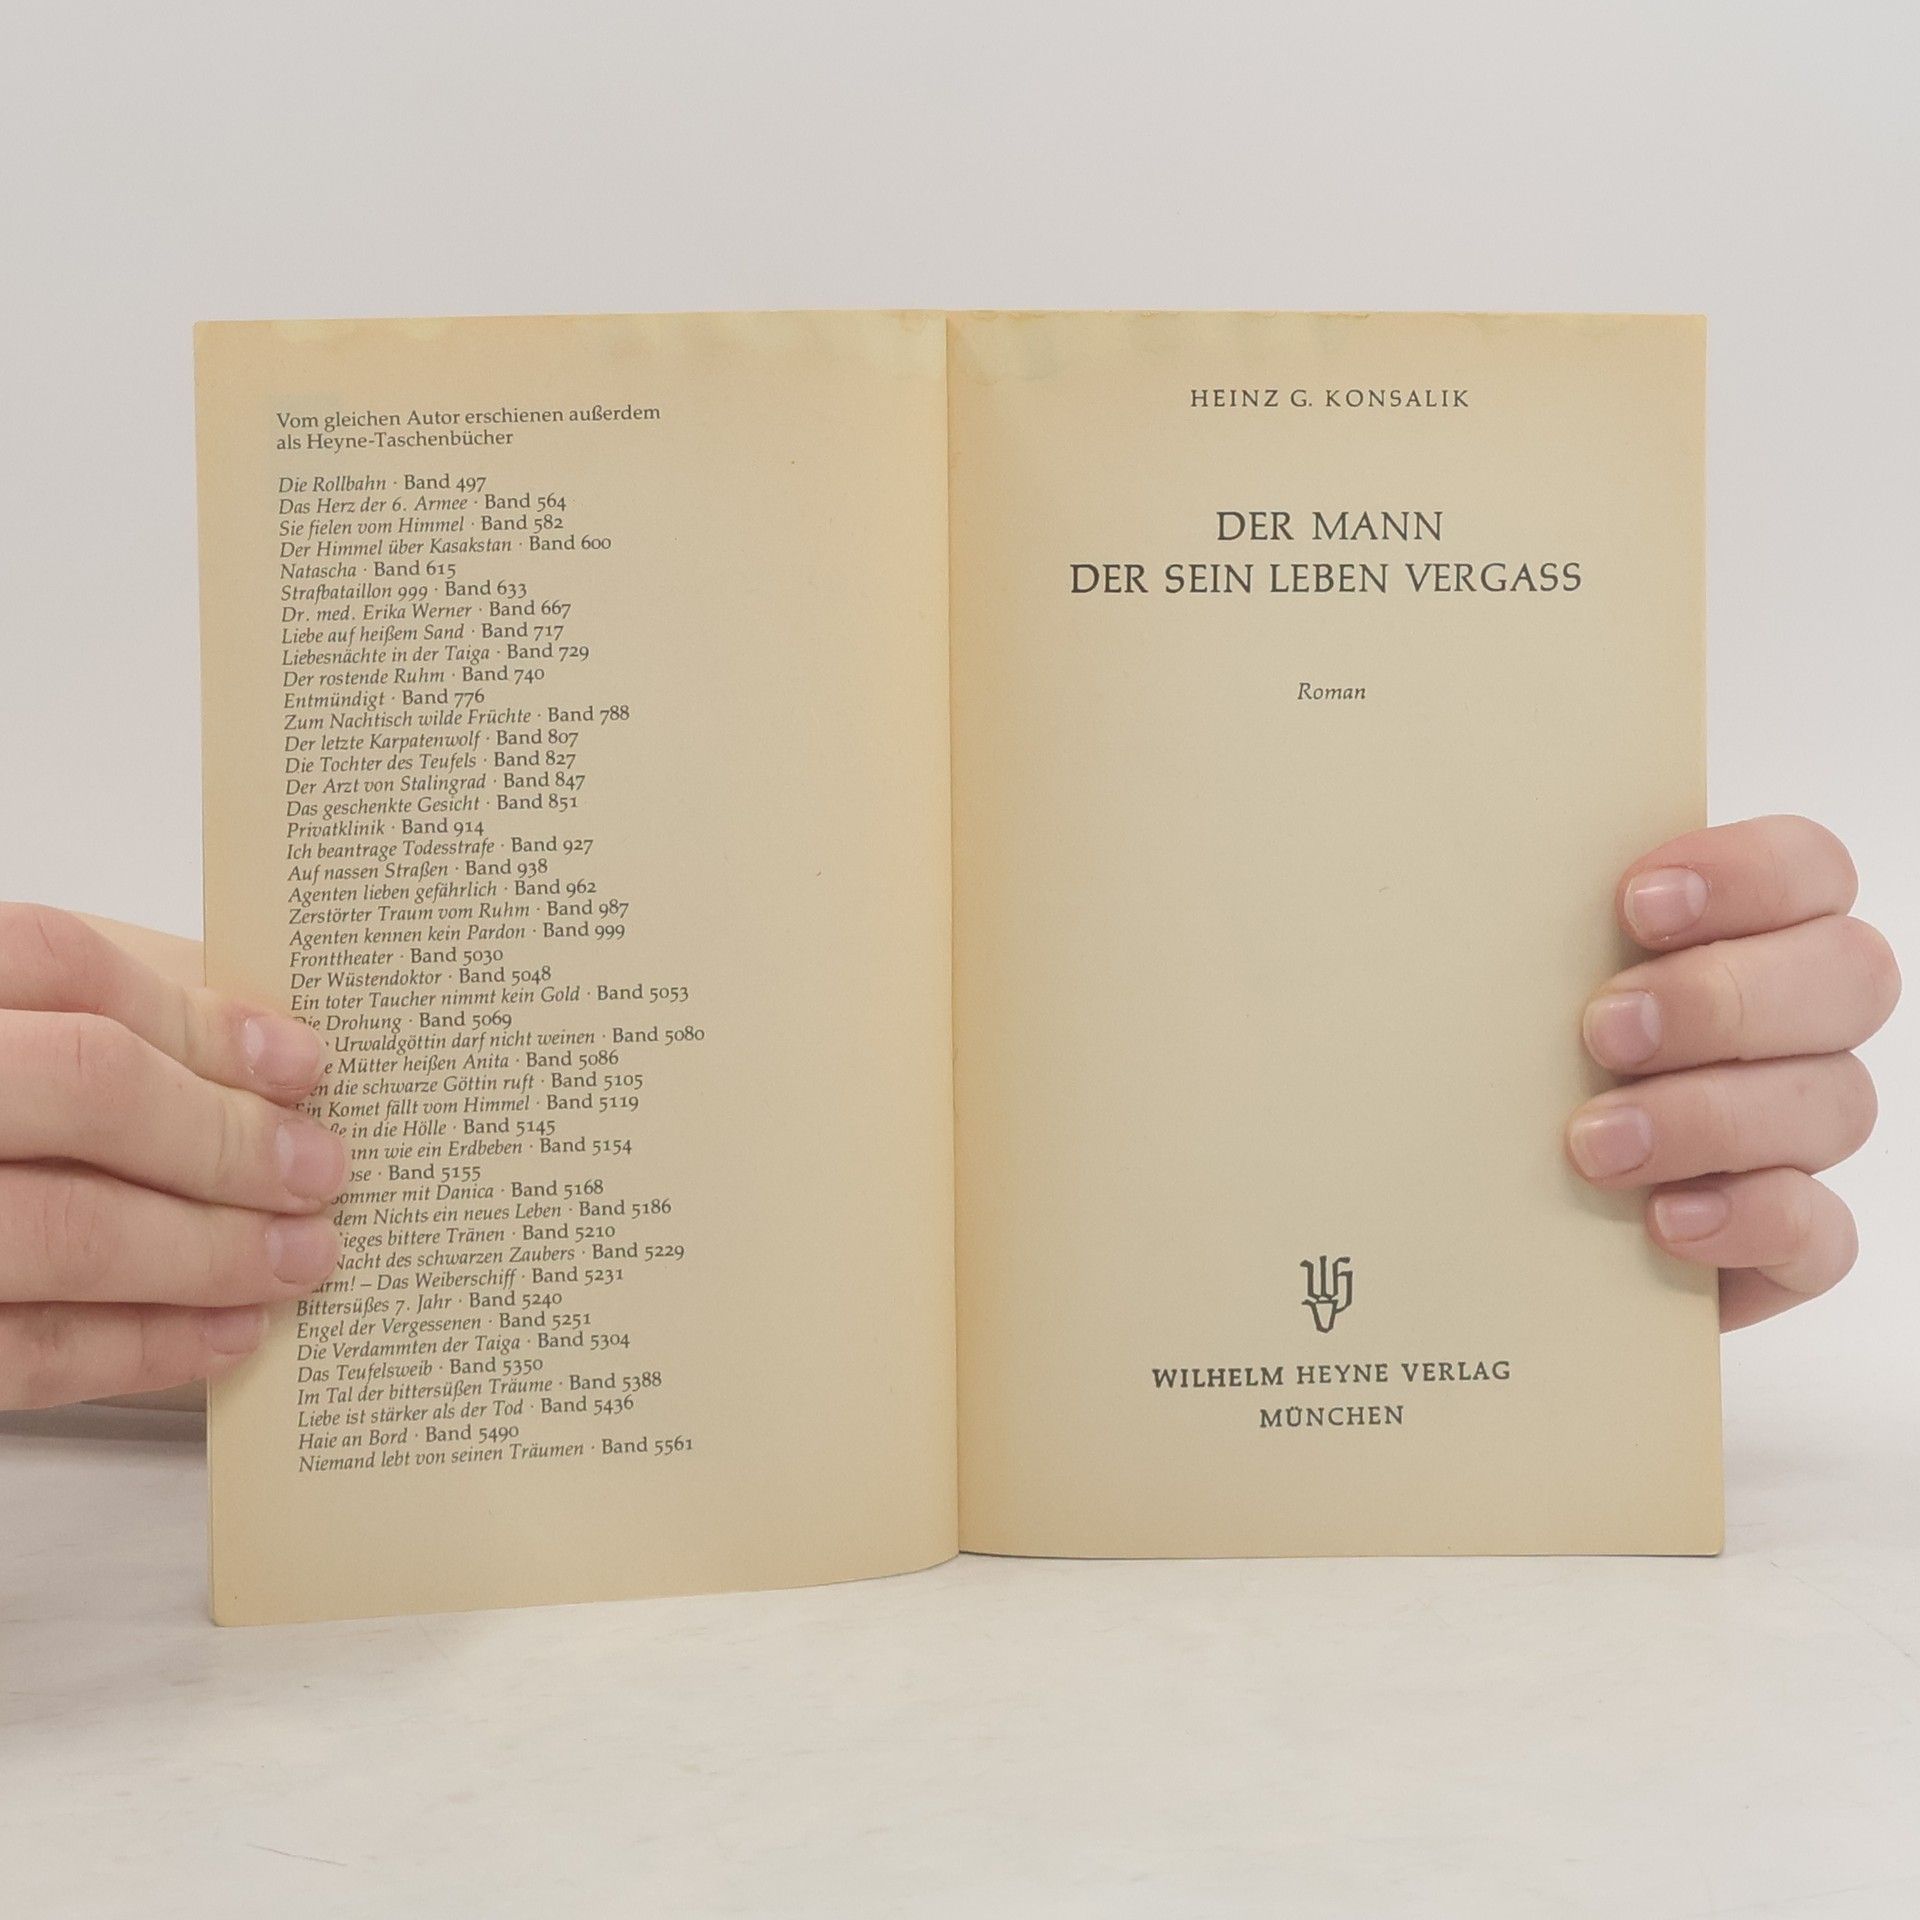 Vom gleichen Autor erschienen außerdem
als Heyne-Taschenbücher
Die Rollbahn · Band 497
Das Herz der 6. Armee · Band 564
Sie fielen vom Himmel · Band 582
Der Himmel über Kasakstan · Band 600
Natascha · Band 615
Strafbataillon 999 · Band 633
Dr. med. Erika Werner · Band 667
Liebe auf heißem Sand · Band 717
Liebesnächte in der Taiga · Band 729
Der rostende Ruhm · Band 740
Entmündigt · Band 776
Zum Nachtisch wilde Früchte · Band 788
Der letzte Karpatenwolf · Band 807
Die Tochter des Teufels · Band 827
Der Arzt von Stalingrad · Band 847
Das geschenkte Gesicht · Band 851
Privatklinik · Band 914
Ich beantrage Todesstrafe · Band 927
Auf nassen Straßen · Band 938
Agenten lieben gefährlich · Band 962
Zerstörter Traum vom Ruhm · Band 987
Agenten kennen kein Pardon · Band 999
Fronttheater · Band 5030
Der Wüstendoktor · Band 5048
Ein toter Taucher nimmt kein Gold · Band 5053
Die Drohung · Band 5069
Urwaldgöttin darf nicht weinen · Band 5080
Mütter heißen Anita · Band 5086
die schwarze Göttin ruft · Band 5105
Ein Komet fällt vom Himmel · Band 5119
in die Hölle · Band 5145
wie ein Erdbeben · Band 5154
Band 5155
mit Danica · Band 5168
dem Nichts ein neues Leben · Band 5186
bittere Tränen · Band 5210
Nacht des schwarzen Zaubers · Band 5229
– Das Weiberschiff · Band 5231
Bittersüßes 7. Jahr · Band 5240
Engel der Vergessenen · Band 5251
Die Verdammten der Taiga · Band 5304
Das Teufelsweib · Band 5350
Im Tal der bittersüßen Träume · Band 5388
Liebe ist stärker als der Tod · Band 5436
Haie an Bord · Band 5490
Niemand lebt von seinen Träumen · Band 5561
HEINZ G. KONSALIK
DER MANN
DER SEIN LEBEN VERGASS
Roman
WILHELM HEYNE VERLAG
MÜNCHEN